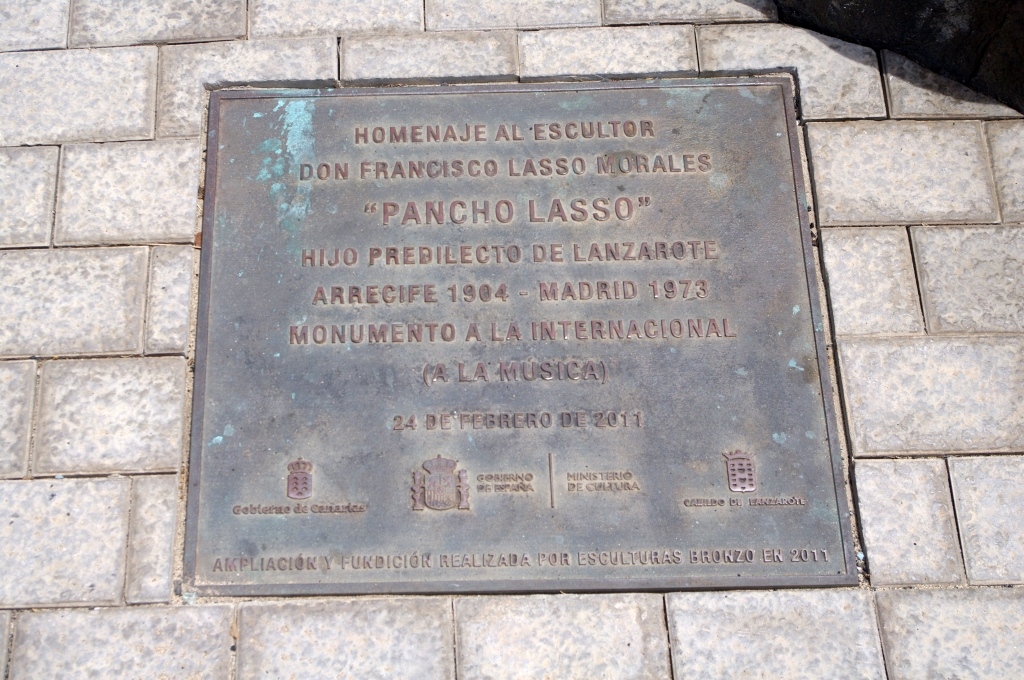 HOMENAJE AL ESCULTOR
DON FRANCISCO LASSO MORALES
“PANCHO LASSO”
HIJO PREDILECTO DE LANZAROTE
ARRECIFE 1904 - MADRID 1973
MONUMENTO A LA INTERNACIONAL
(A LA MÚSICA)
24 DE FEBRERO DE 2011
Gobierno de Canarias
GOBIERNO
DE ESPAÑA
MINISTERIO
DE CULTURA
CABILDO DE LANZAROTE
AMPLIACIÓN Y FUNDICIÓN REALIZADA POR ESCULTURAS BRONZO EN 2011